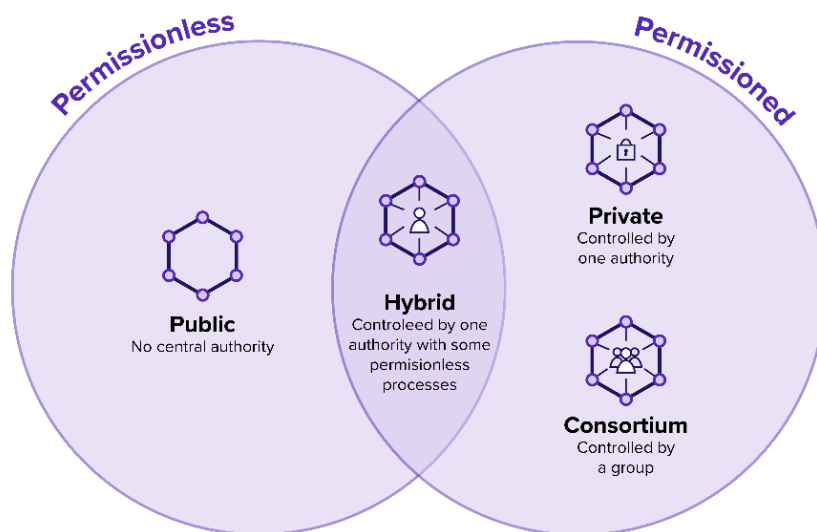 Permissionless
Permissioned
Public
No central authority
Hybrid
Controleed by one
authority with some
permisionless
processes
Private
Controlled by
one authority
Consortium
Controlled by
a group